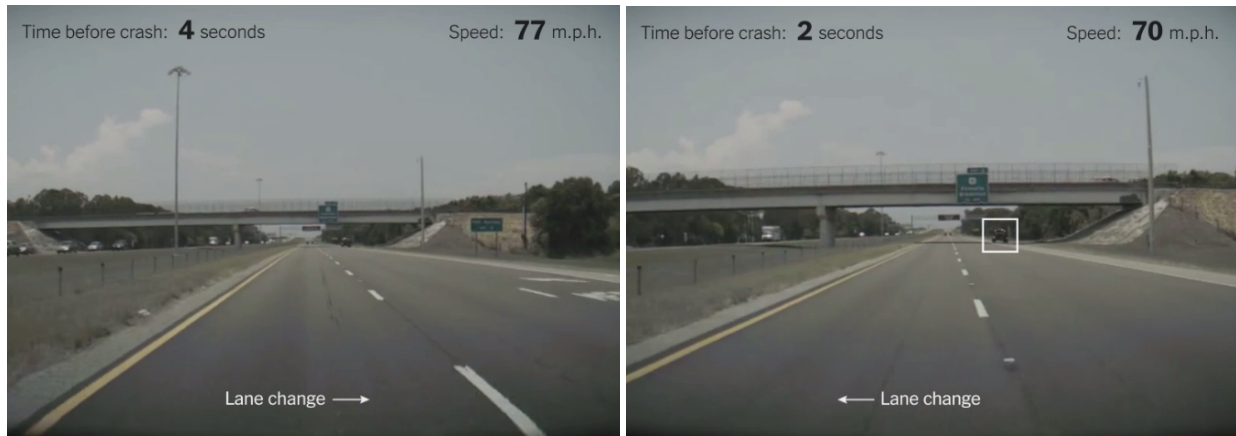 Time before crash: 4 seconds
Speed: 77 m.p.h.
Lane change →
Time before crash: 2 seconds
Speed: 70 m.p.h.
← Lane change